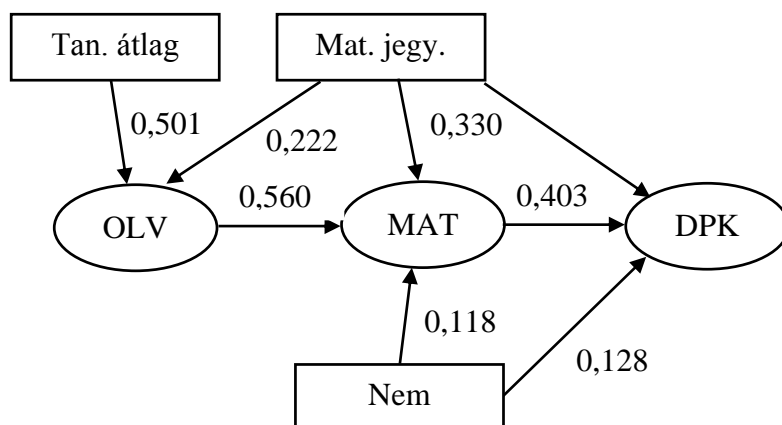 Tan. átlag
Mat. jegy.
0,501
0,222
0,330
0,560
0,403
OLV
MAT
DPK
0,118
0,128
Nem